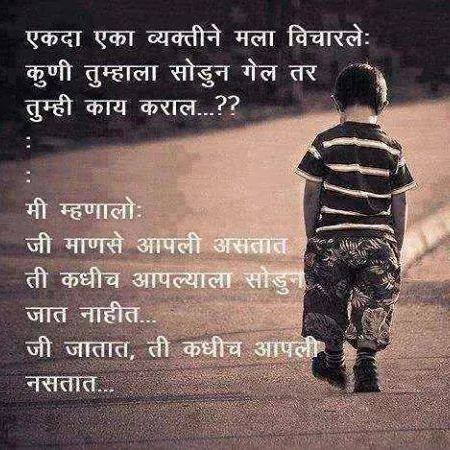 एकदा एका व्यक्तीने मला विचारलेः
कुणी तुम्हाला सोडुन गेल तर
तुम्ही काय कराल...??
:
:
मी म्हणालोः
जी माणसे आपली असतात
ती कधीच आपल्याला सोडुन
जात नाहीत...
जी जातात, ती कधीच आपली
नसतात...